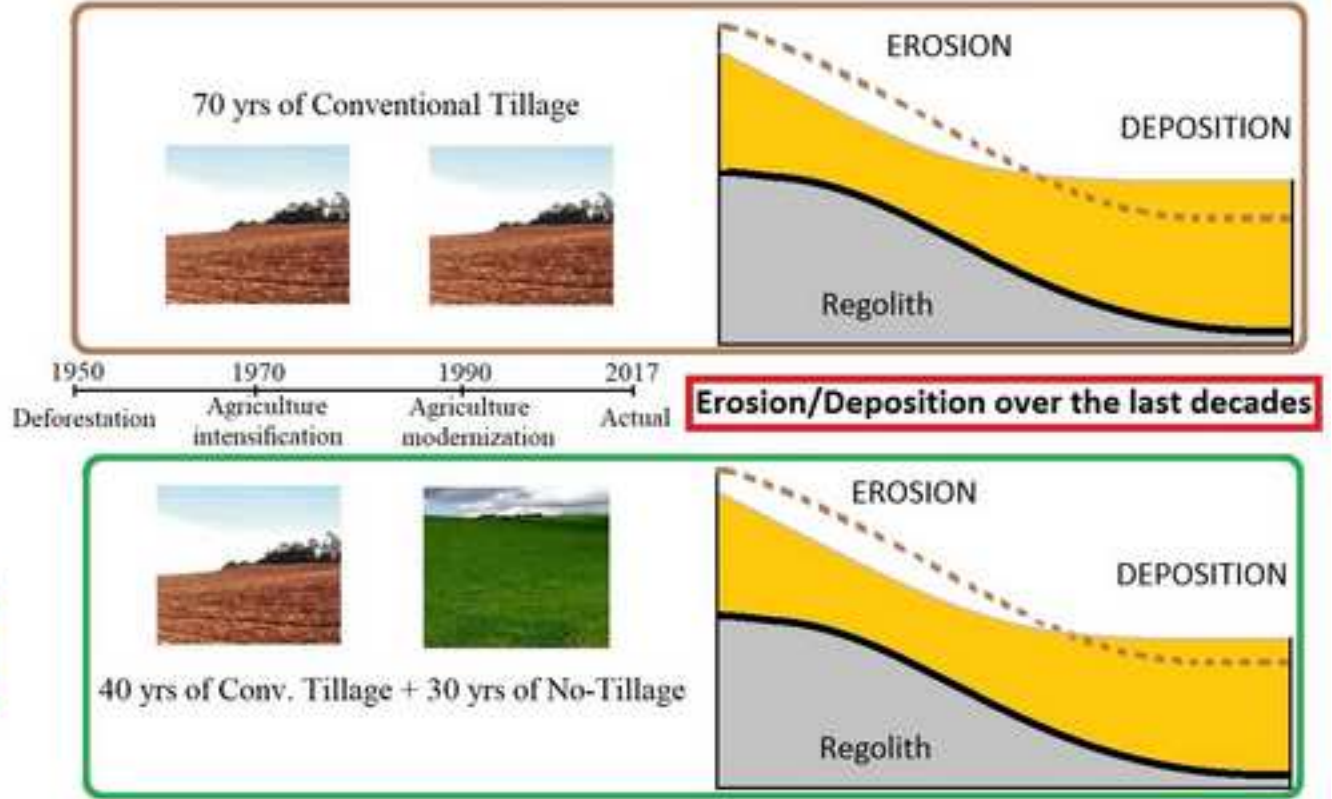 70 yrs of Conventional Tillage
EROSION
DEPOSITION
Regolith
1950
1970
1990
2017
Deforestation
Agriculture
intensification
Agriculture
modernization
Actual
Erosion/Deposition over the last decades
40 yrs of Conv. Tillage + 30 yrs of No-Tillage
EROSION
DEPOSITION
Regolith